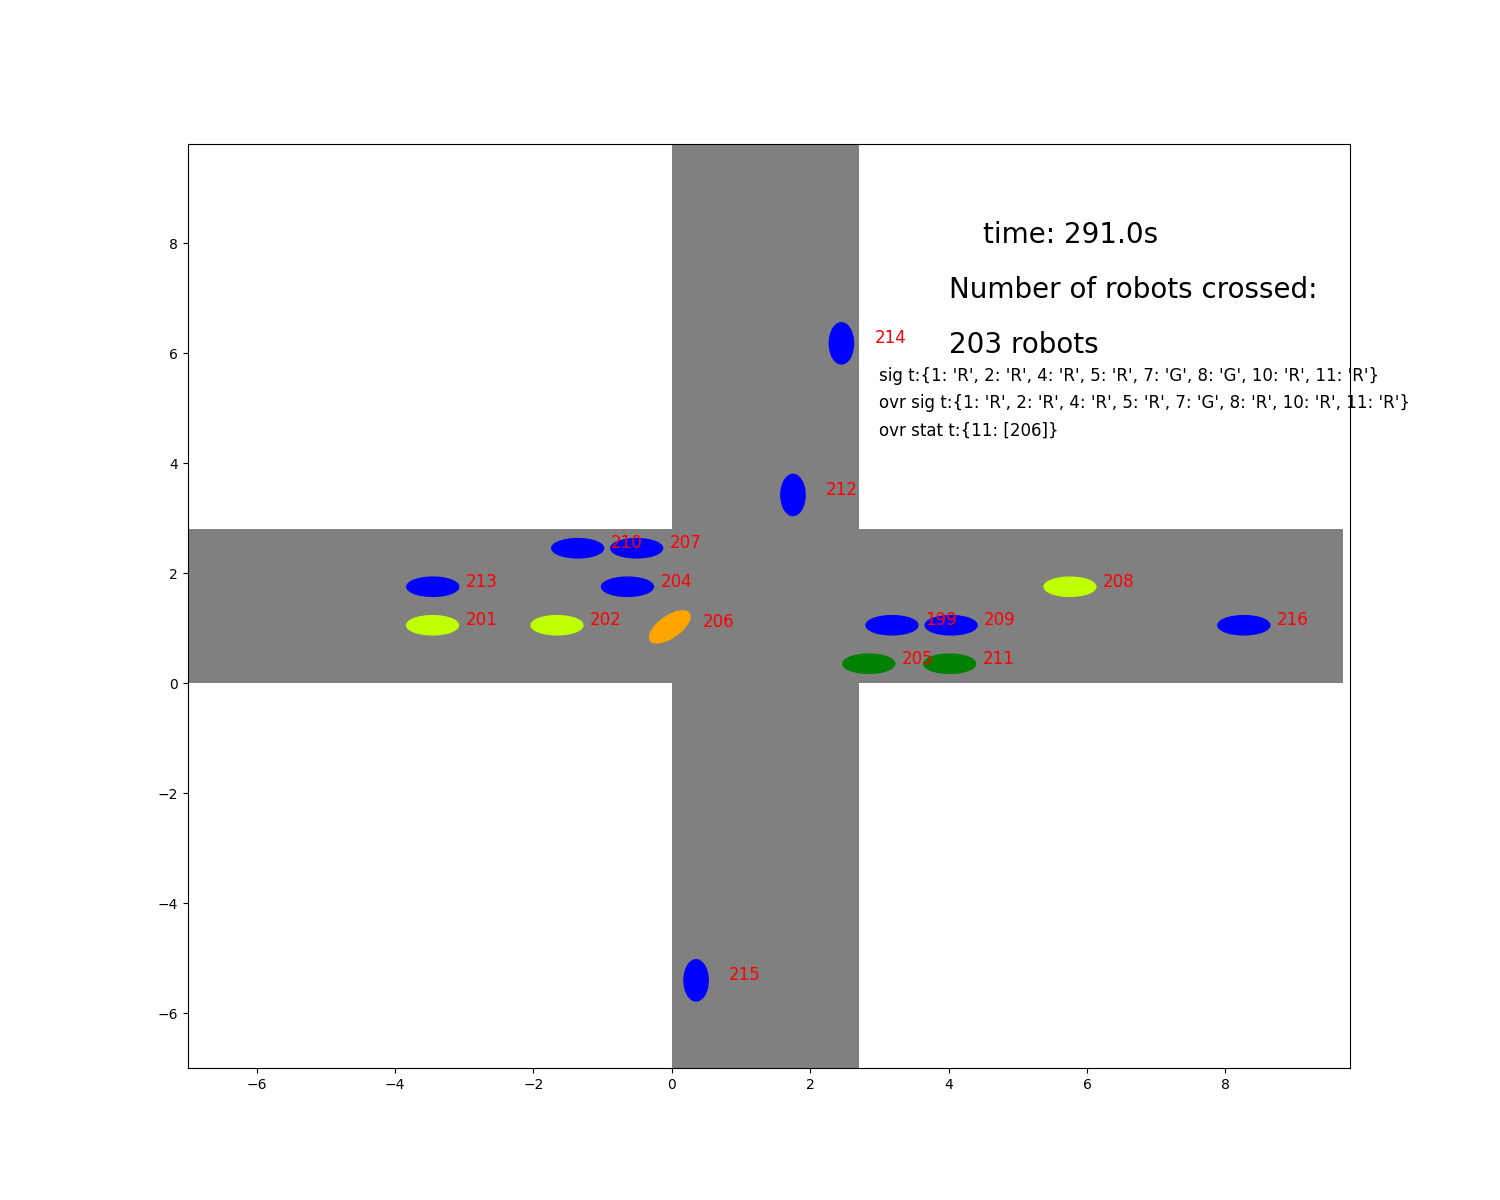 time: 291.0s
Number of robots crossed:
203 robots
sig t:{1: 'R', 2: 'R', 4: 'R', 5: 'R', 7: 'G', 8: 'G', 10: 'R', 11: 'R'}
ovr sig t:{1: 'R', 2: 'R', 4: 'R', 5: 'R', 7: 'G', 8: 'R', 10: 'R', 11: 'R'}
ovr stat t:{11: [206]}
214
212
210 207
213 204 208
201 202 206 199 209 216
205 211
215
8
6
4
2
0
−2
−4
−6
−6 −4 −2 0 2 4 6 8